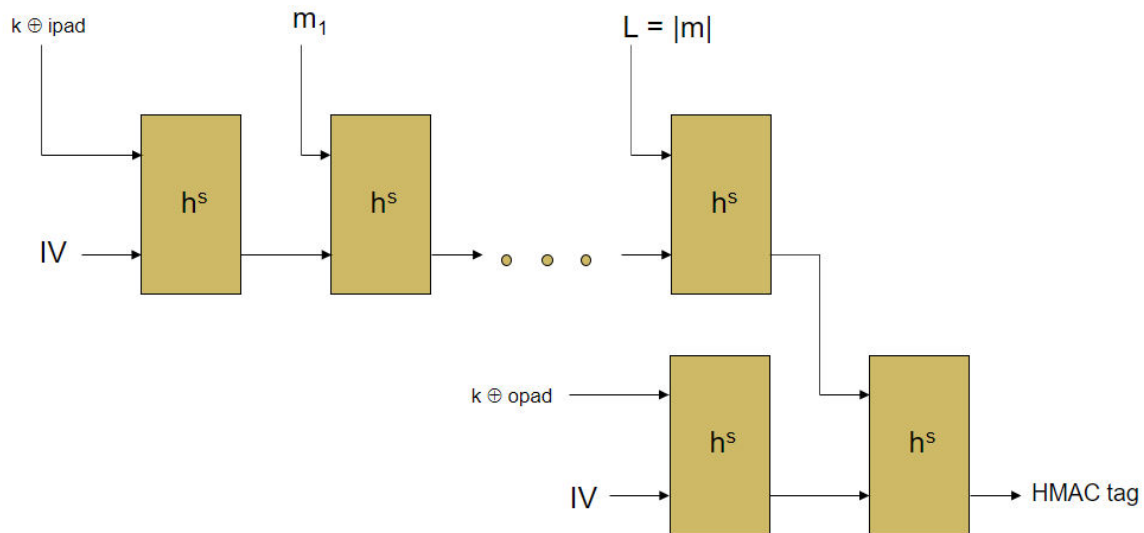 k ⊕ ipad
m₁
L = |m|
hˢ
hˢ
hˢ
IV
k ⊕ opad
hˢ
hˢ
IV
HMAC tag